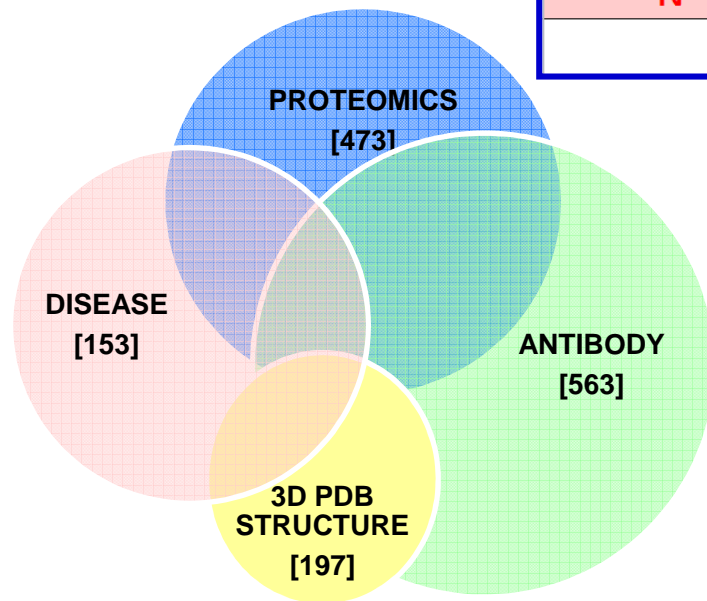 N
PROTEOMICS
[473]
DISEASE
[153]
ANTIBODY
[563]
3D PDB
STRUCTURE
[197]